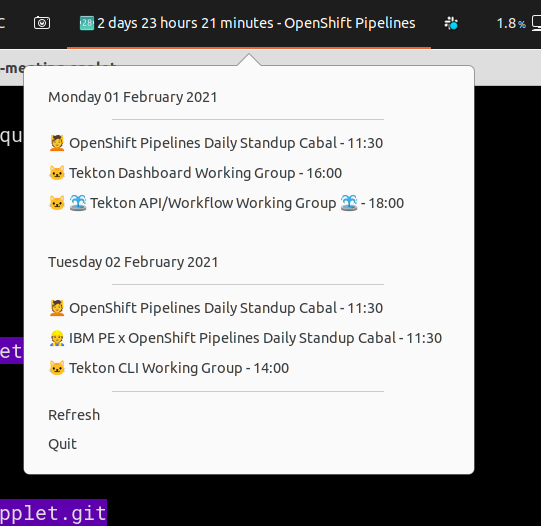 C
28
2 days 23 hours 21 minutes - OpenShift Pipelines
1.8%
Monday 01 February 2021
qu
OpenShift Pipelines Daily Standup Cabal - 11:30
Tekton Dashboard Working Group - 16:00
Tekton API/Workflow Working Group - 18:00
Tuesday 02 February 2021
OpenShift Pipelines Daily Standup Cabal - 11:30
IBM PE x OpenShift Pipelines Daily Standup Cabal - 11:30
et
Tekton CLI Working Group - 14:00
Refresh
Quit
pplet.git